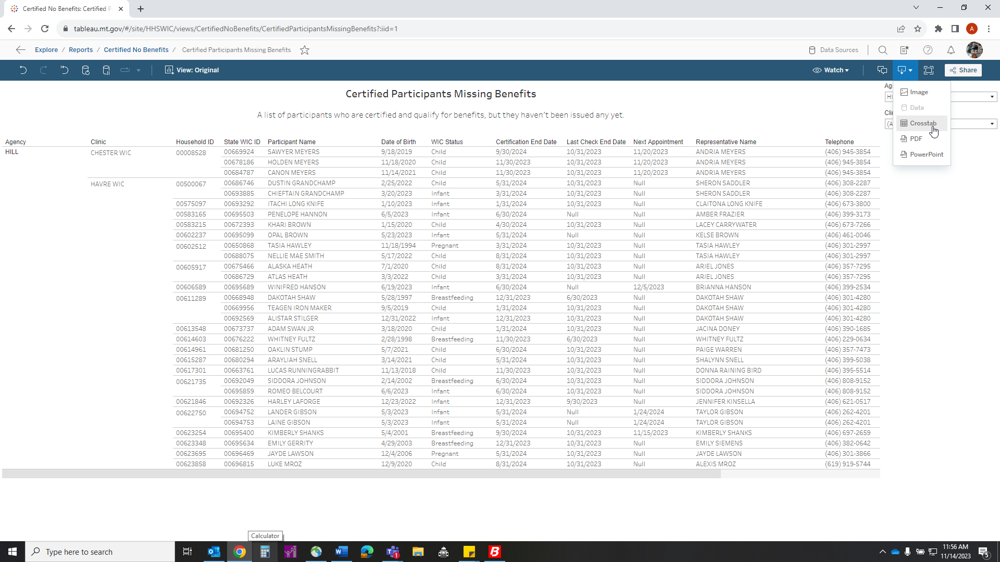 Certified No Benefits: Certified P
tableau.mt.gov/#/site/HHSWIC/views/CertifiedNoBenefits/CertifiedParticipantsMissingBenefits?:iid=1
A
Explore / Reports / Certified No Benefits / Certified Participants Missing Benefits
Data Sources
View: Original
Watch
Share
Certified Participants Missing Benefits
A list of participants who are certified and qualify for benefits, but they haven't been issued any yet.
Image
Data
Crosstab
PDF
PowerPoint
Agency Clinic Household ID State WIC ID Participant Name Date of Birth WIC Status Certification End Date Last Check End Date Next Appointment Representative Name Telephone
HILL CHESTER WIC 00008528 00669924 SAWYER MEYERS 9/18/2019 Child 9/30/2024 10/31/2023 11/20/2023 ANDRIA MEYERS (406) 945-3854
00678186 HOLDEN MEYERS 11/18/2020 Child 11/30/2023 10/31/2023 11/20/2023 ANDRIA MEYERS (406) 945-3854
00684787 CANON MEYERS 11/14/2021 Child 11/30/2023 10/31/2023 11/20/2023 ANDRIA MEYERS (406) 945-3854
HAVRE WIC 00500067 00686746 DUSTIN GRANDCHAMP 2/25/2022 Child 5/31/2024 10/31/2023 Null SHERON SADDLER (406) 308-2287
00693885 CHIEFTAIN GRANDCHAMP 3/20/2023 Infant 3/31/2024 10/31/2023 Null SHERON SADDLER (406) 308-2287
00575097 00693292 ITACHI LONG KNIFE 1/10/2023 Infant 1/31/2024 10/31/2023 Null CLAITONA LONG KNIFE (406) 673-3800
00583165 00695503 PENELOPE HANNON 6/5/2023 Infant 6/30/2024 Null Null AMBER FRAZIER (406) 399-3173
00583215 00672393 KHARI BROWN 1/15/2020 Child 4/30/2024 10/31/2023 Null LACEY CARRYWATER (406) 673-7266
00602237 00695099 OPAL BROWN 5/23/2023 Infant 5/31/2024 Null Null KELSE BROWN (406) 461-0046
00602512 00650868 TASIA HAWLEY 11/18/1994 Pregnant 3/31/2024 10/31/2023 Null TASIA HAWLEY (406) 301-2997
00688075 NELLIE MAE SMITH 5/17/2022 Child 8/31/2024 10/31/2023 Null TASIA HAWLEY (406) 301-2997
00605917 00675466 ALASKA HEATH 7/1/2020 Child 8/31/2024 10/31/2023 Null ARIEL JONES (406) 357-7295
00686729 ATLAS HEATH 3/3/2022 Child 3/31/2024 10/31/2023 Null ARIEL JONES (406) 357-7295
00606589 00695689 WINIFRED HANSON 6/19/2023 Infant 6/30/2024 Null 12/5/2023 BRIANNA HANSON (406) 399-2534
00611289 00668948 DAKOTAH SHAW 5/28/1997 Breastfeeding 12/31/2023 6/30/2023 Null DAKOTAH SHAW (406) 301-4280
00669956 TEAGEN IRON MAKER 9/5/2019 Child 1/31/2024 10/31/2023 Null DAKOTAH SHAW (406) 301-4280
00692569 ALISTAR STILGER 12/31/2022 Infant 12/31/2023 10/31/2023 Null DAKOTAH SHAW (406) 301-4280
00613548 00673737 ADAM SWAN JR 3/18/2020 Child 1/31/2024 10/31/2023 Null JACINA DONEY (406) 390-1685
00614603 00676222 WHITNEY FULTZ 2/28/1998 Breastfeeding 11/30/2023 6/30/2023 Null WHITNEY FULTZ (406) 229-0634
00614961 00681250 OAKLIN STUMP 5/7/2021 Child 6/30/2024 10/31/2023 Null PAIGE WARREN (406) 357-7473
00615287 00680294 ARAYLIAH SNELL 3/14/2021 Child 5/31/2024 10/31/2023 Null SHALYNN SNELL (406) 399-5038
00617301 00663761 LUCAS RUNNINGRABBIT 11/13/2018 Child 11/30/2023 10/31/2023 Null DONNA RAINING BIRD (406) 395-5514
00621735 00692049 SIDDORA JOHNSON 2/14/2002 Breastfeeding 6/30/2024 10/31/2023 Null SIDDORA JOHNSON (406) 808-9152
00695859 ROMEO BELCOURT 6/6/2023 Infant 6/30/2024 10/31/2023 Null SIDDORA JOHNSON (406) 808-9152
00621846 00692326 HARLEY LAFORGE 12/23/2022 Infant 12/31/2023 9/30/2023 Null JENNIFER KINSELLA (406) 621-0517
00622750 00694752 LANDER GIBSON 5/3/2023 Infant 5/31/2024 Null 1/24/2024 TAYLOR GIBSON (406) 262-4201
00694753 LAINE GIBSON 5/3/2023 Infant 5/31/2024 Null 1/24/2024 TAYLOR GIBSON (406) 262-4201
00623254 00695400 KIMBERLY SHANKS 5/4/2001 Breastfeeding 9/30/2024 10/31/2023 11/15/2023 KIMBERLY SHANKS (406) 697-2659
00623348 00695634 EMILY GERRITY 4/29/2003 Breastfeeding 12/31/2023 10/31/2023 Null EMILY SIEMENS (406) 382-0642
00623695 00696469 JAYDE LAWSON 12/4/2006 Pregnant 5/31/2024 10/31/2023 Null JAYDE LAWSON (406) 301-3866
00623858 00696815 LUKE MROZ 12/9/2020 Child 8/31/2024 10/31/2023 Null ALEXIS MROZ (619) 919-5744
Calculator
Type here to search
11:56 AM
11/14/2023
5